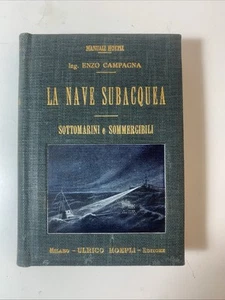 MANUALI HOEPLI
Ing. ENZO CAMPAGNA
LA NAVE SUBACQUEA
SOTTOMARINI e SOMMERGIBILI
MILANO - ULRICO HOEPLI - EDITORE